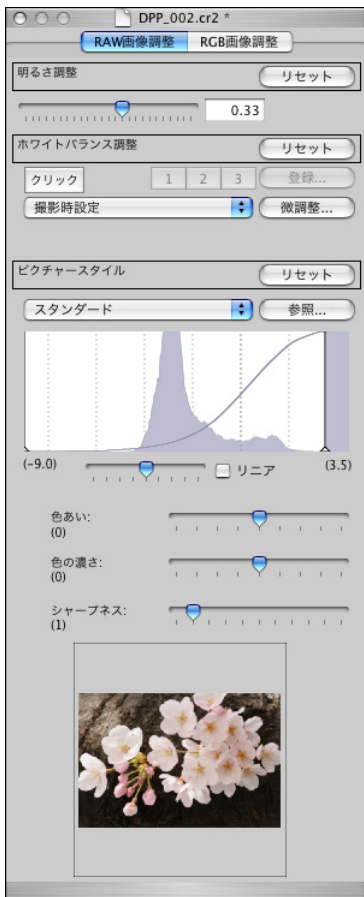 DPP_002.cr2 *
RAW画像調整 RGB画像調整
明るさ調整 リセット
0.33
ホワイトバランス調整 リセット
クリック 1 2 3 登録...
撮影時設定 微調整...
ピクチャースタイル リセット
スタンダード 参照...
(-9.0) リニア (3.5)
色あい:
(0)
色の濃さ:
(0)
シャープネス:
(1)